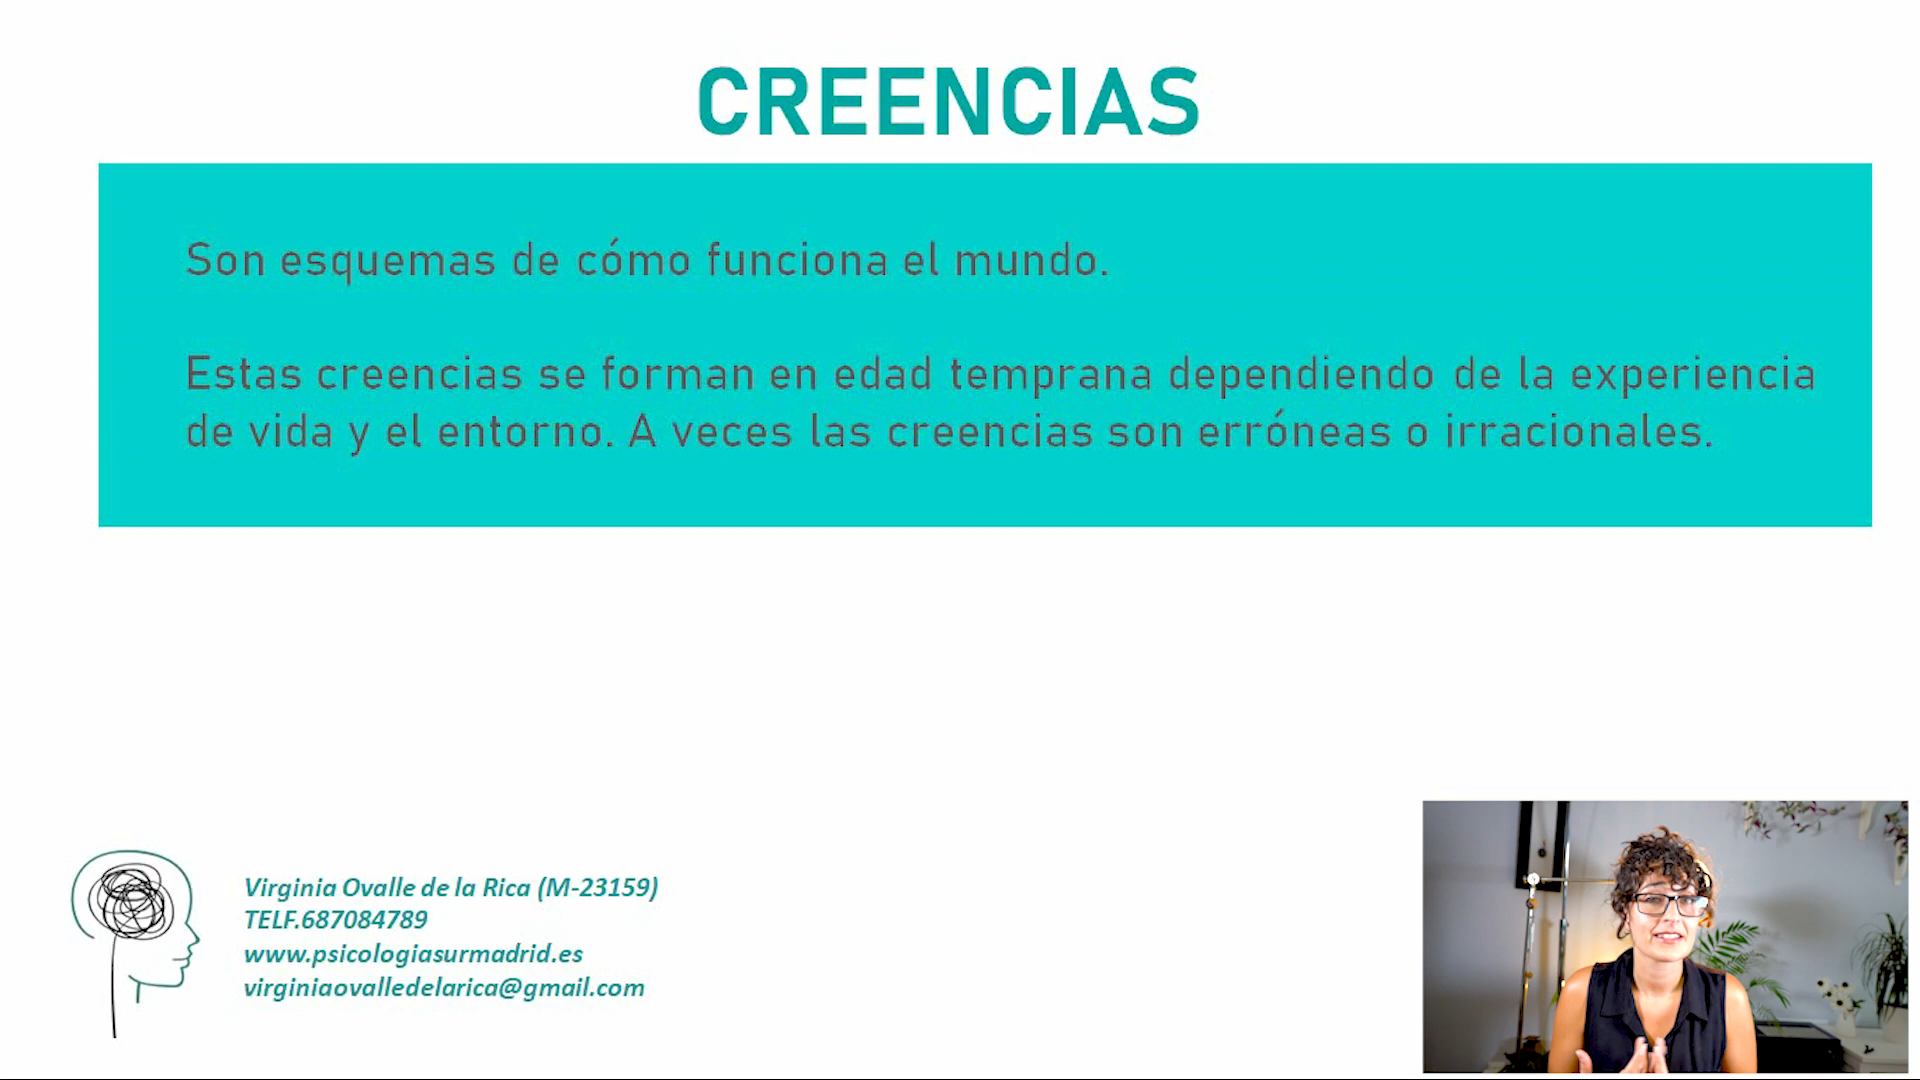 CREENCIAS
Son esquemas de cómo funciona el mundo.
Estas creencias se forman en edad temprana dependiendo de la experiencia
de vida y el entorno. A veces las creencias son erróneas o irracionales.
Virginia Ovalle de la Rica (M-23159)
TELF.687084789
www.psicologiasurmadrid.es
virginiaovalledelarica@gmail.com